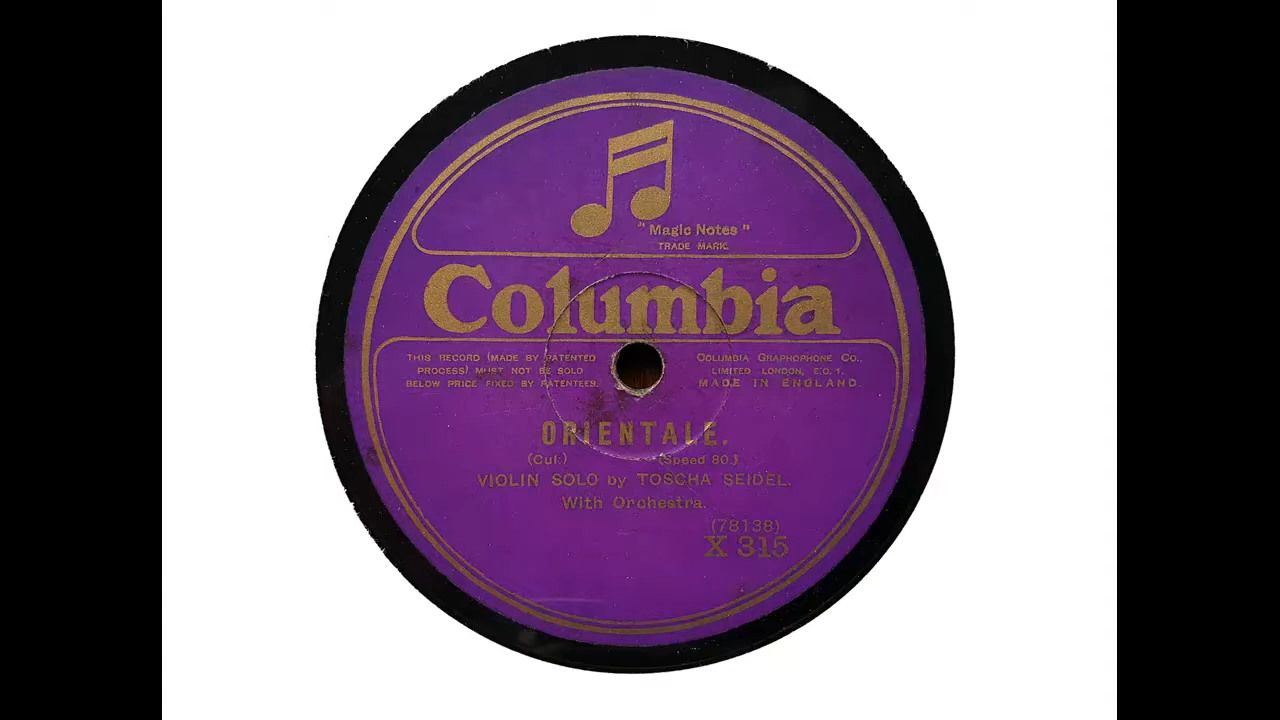 " Magic Notes "
TRADE MARK
Columbia
THIS RECORD (MADE BY PATENTED
PROCESS) MUST NOT BE SOLD
BELOW PRICE FIXED BY PATENTEES.
COLUMBIA GRAPHOPHONE CO.,
LIMITED LONDON, E.C.1.
MADE IN ENGLAND
ORIENTALE.
(Cui.) (Speed 80.)
VIOLIN SOLO by TOSCHA SEIDEL.
With Orchestra.
(78138)
X 315